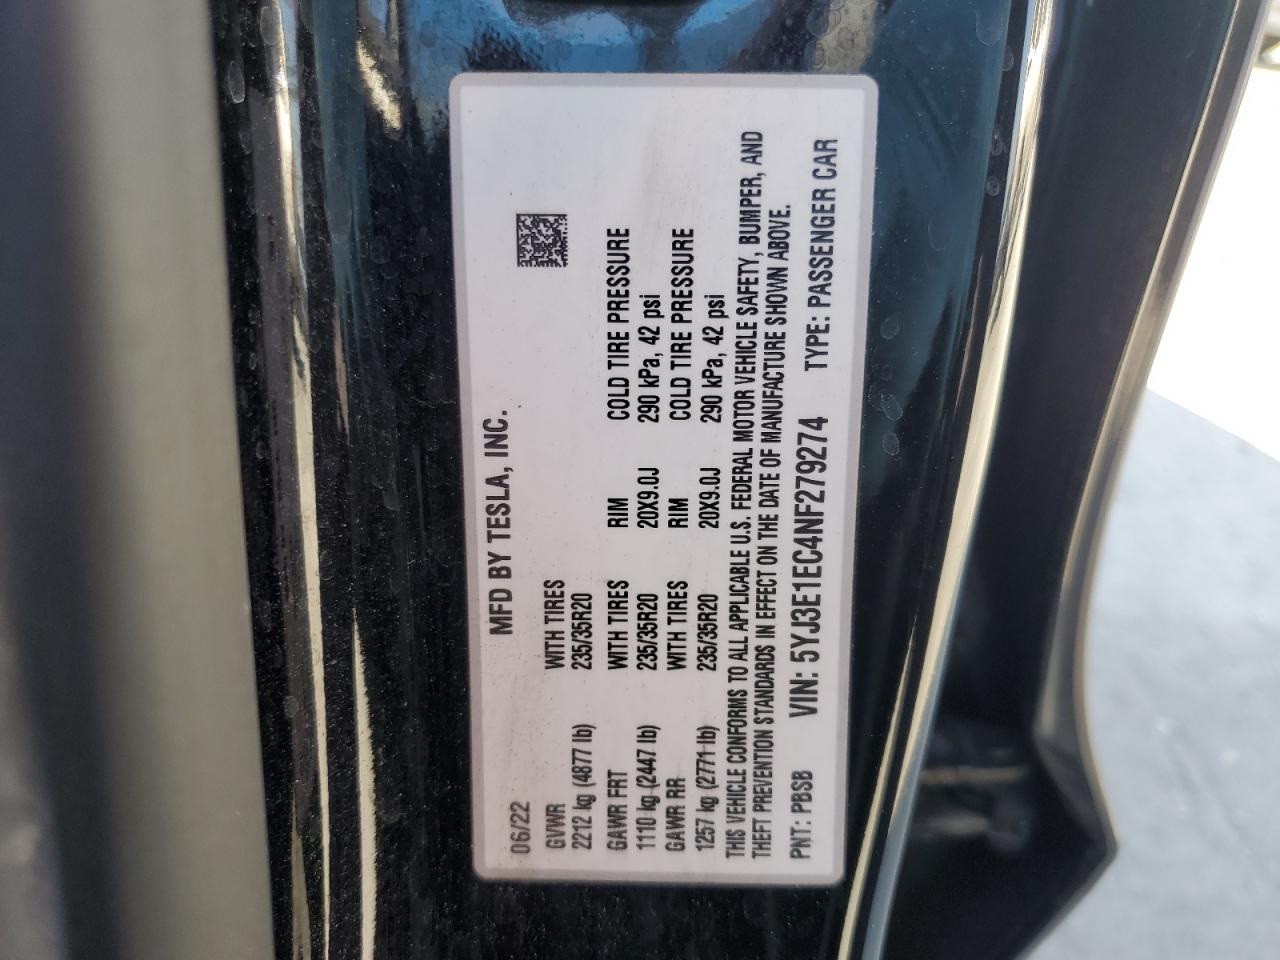 MFD BY TESLA, INC.
06/22
GVWR WITH TIRES
2212 kg (4877 lb) 235/35R20
GAWR FRT WITH TIRES RIM COLD TIRE PRESSURE
1110 kg (2447 lb) 235/35R20 20X9.0J 290 kPa, 42 psi
GAWR RR WITH TIRES RIM COLD TIRE PRESSURE
1257 kg (2771 lb) 235/35R20 20X9.0J 290 kPa, 42 psi
THIS VEHICLE CONFORMS TO ALL APPLICABLE U.S. FEDERAL MOTOR VEHICLE SAFETY, BUMPER, AND
THEFT PREVENTION STANDARDS IN EFFECT ON THE DATE OF MANUFACTURE SHOWN ABOVE.
PNT: PBSB VIN: 5YJ3E1EC4NF279274 TYPE: PASSENGER CAR